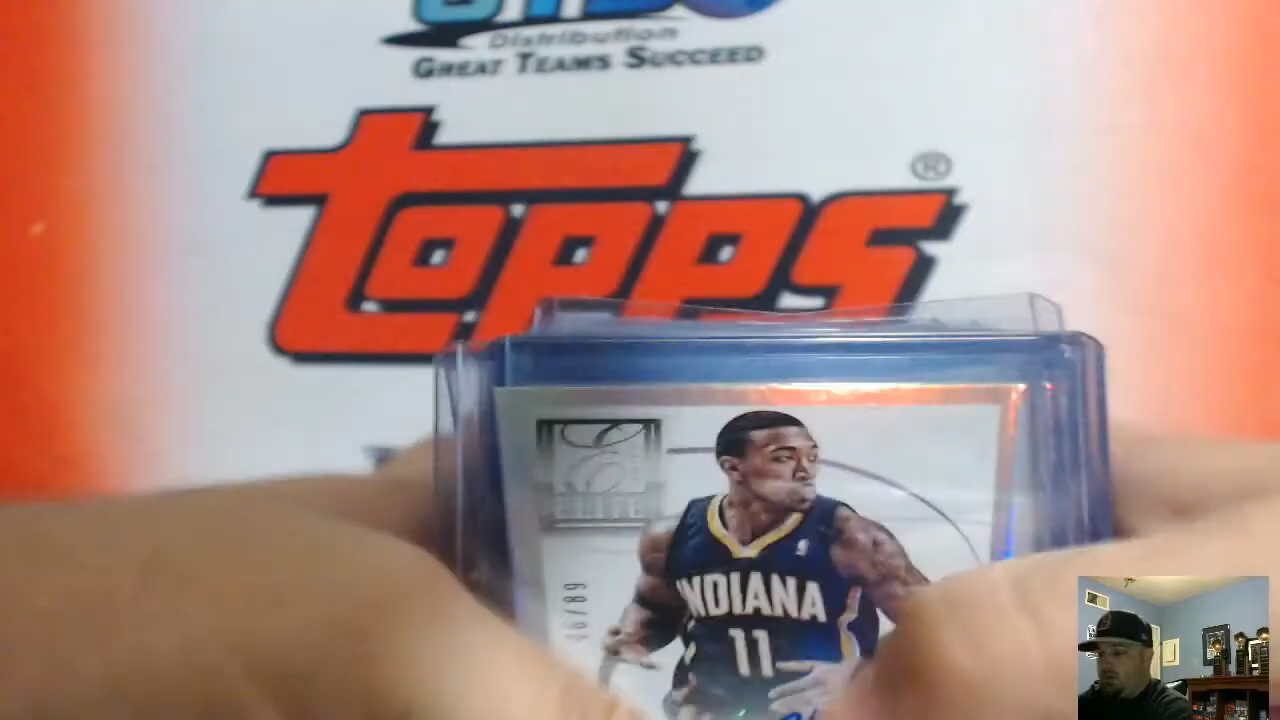 Distribution
GREAT TEAMS SUCCEED
TOPPS ®
ELITE
INDIANA
11